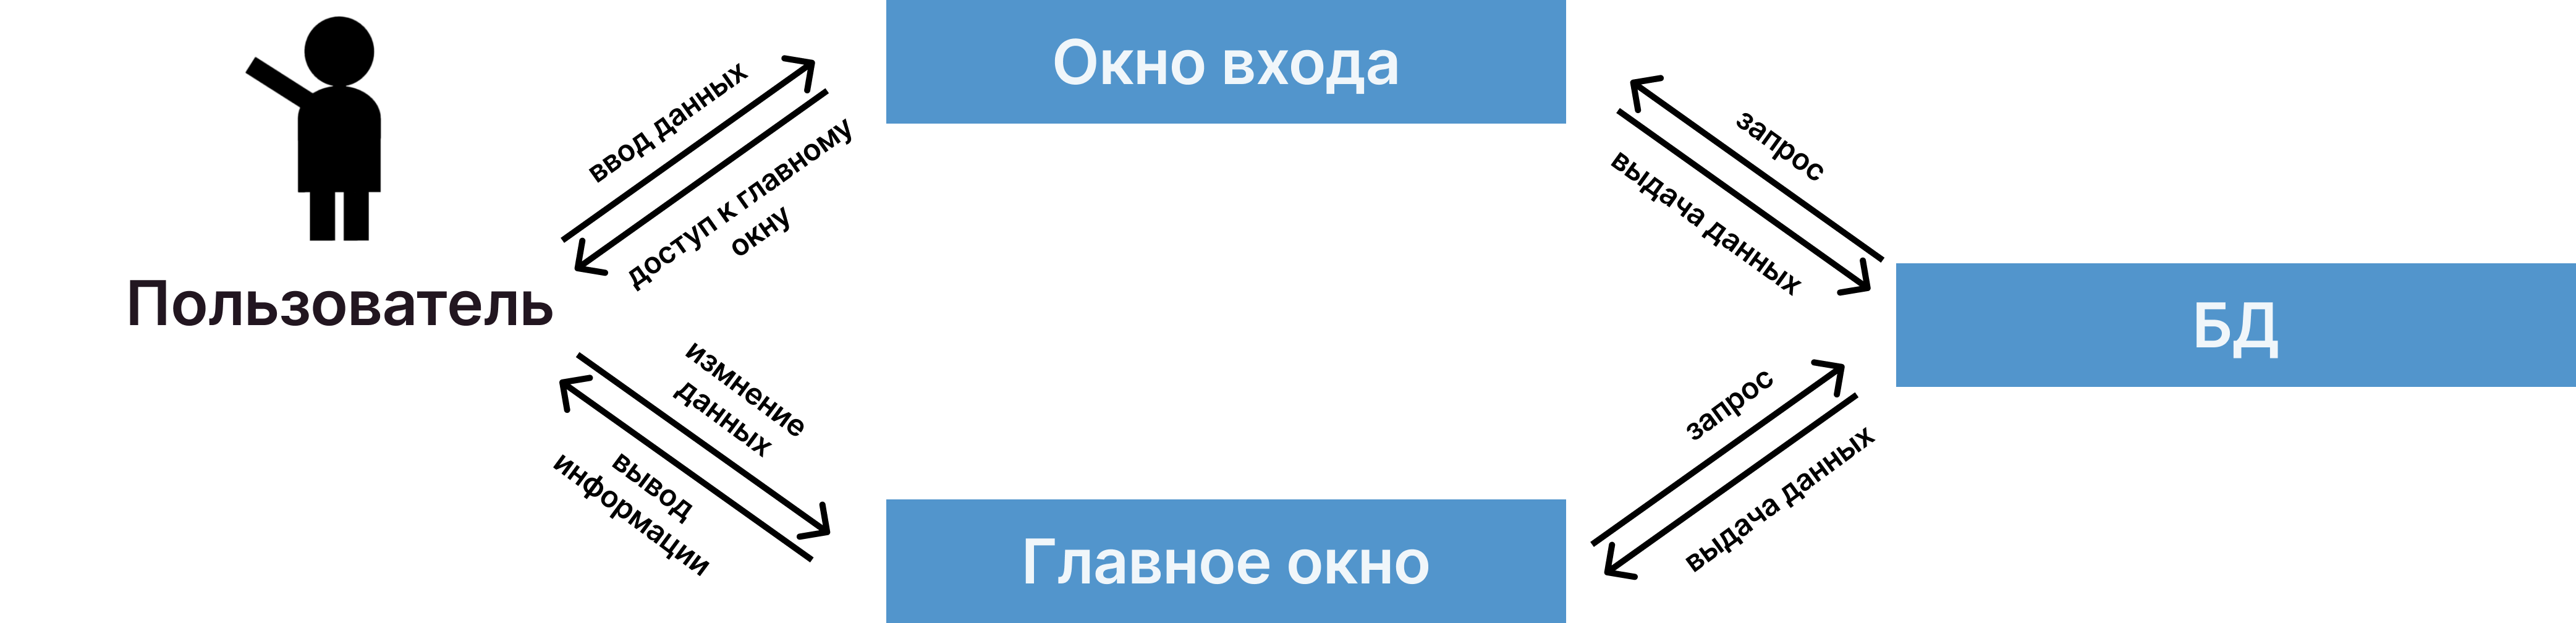 Окно входа
ввод данных
доступ к главному
окну
запрос
выдача данных
Пользователь
БД
измнение
данных
вывод
информации
запрос
выдача данных
Главное окно